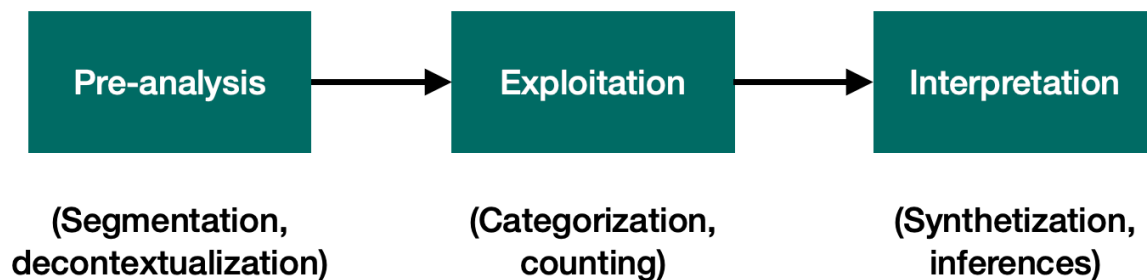 Pre-analysis
Exploitation
Interpretation
(Segmentation,
decontextualization)
(Categorization,
counting)
(Synthetization,
inferences)